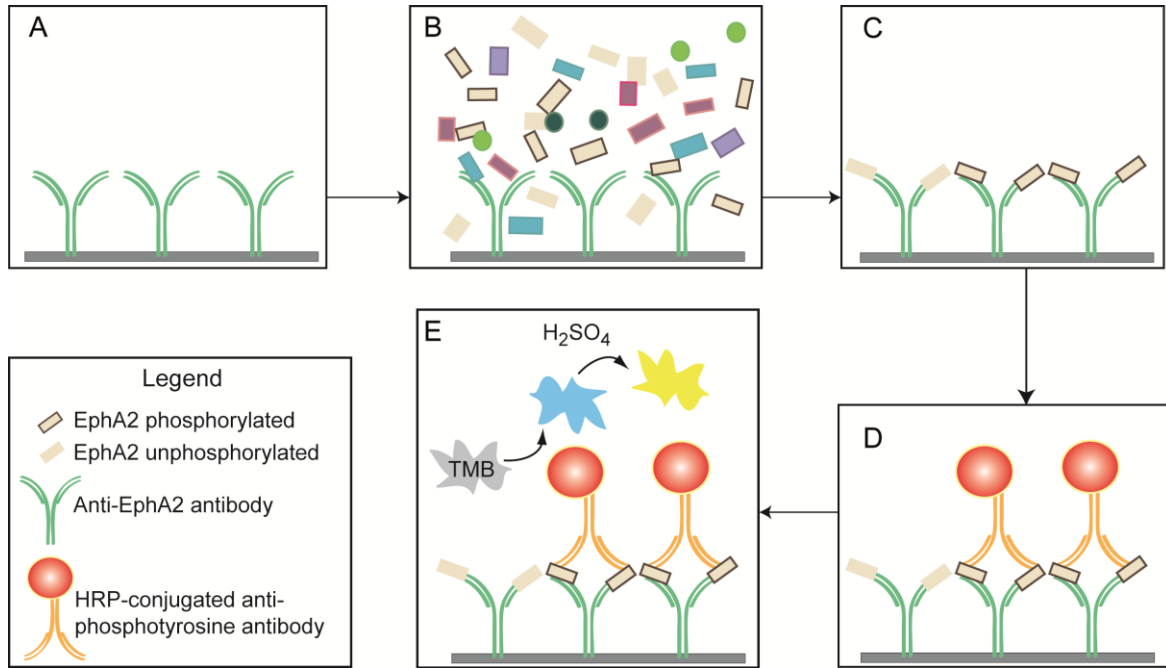 A
B
C
E
H₂SO₄
TMB
D
Legend
EphA2 phosphorylated
EphA2 unphosphorylated
Anti-EphA2 antibody
HRP-conjugated anti-
phosphotyrosine antibody